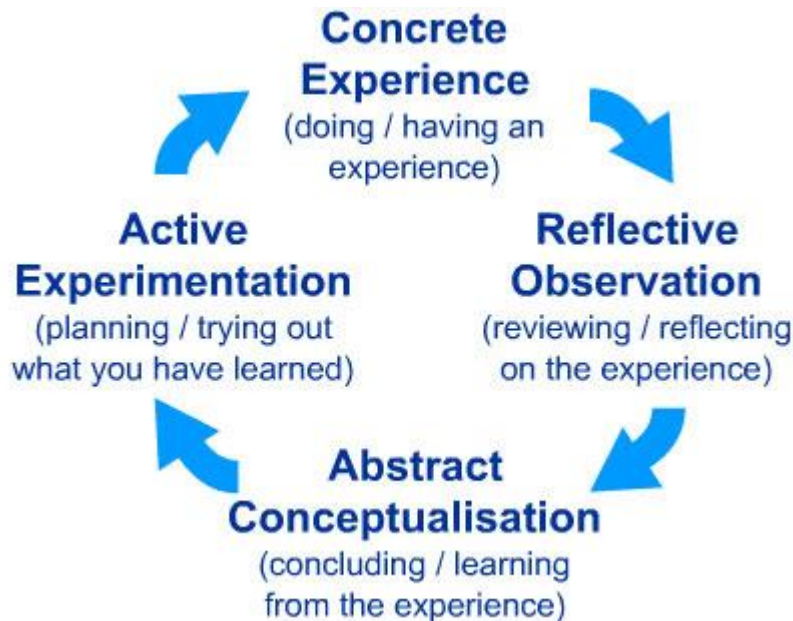 Concrete
Experience
(doing / having an
experience)
Reflective
Observation
(reviewing / reflecting
on the experience)
Abstract
Conceptualisation
(concluding / learning
from the experience)
Active
Experimentation
(planning / trying out
what you have learned)